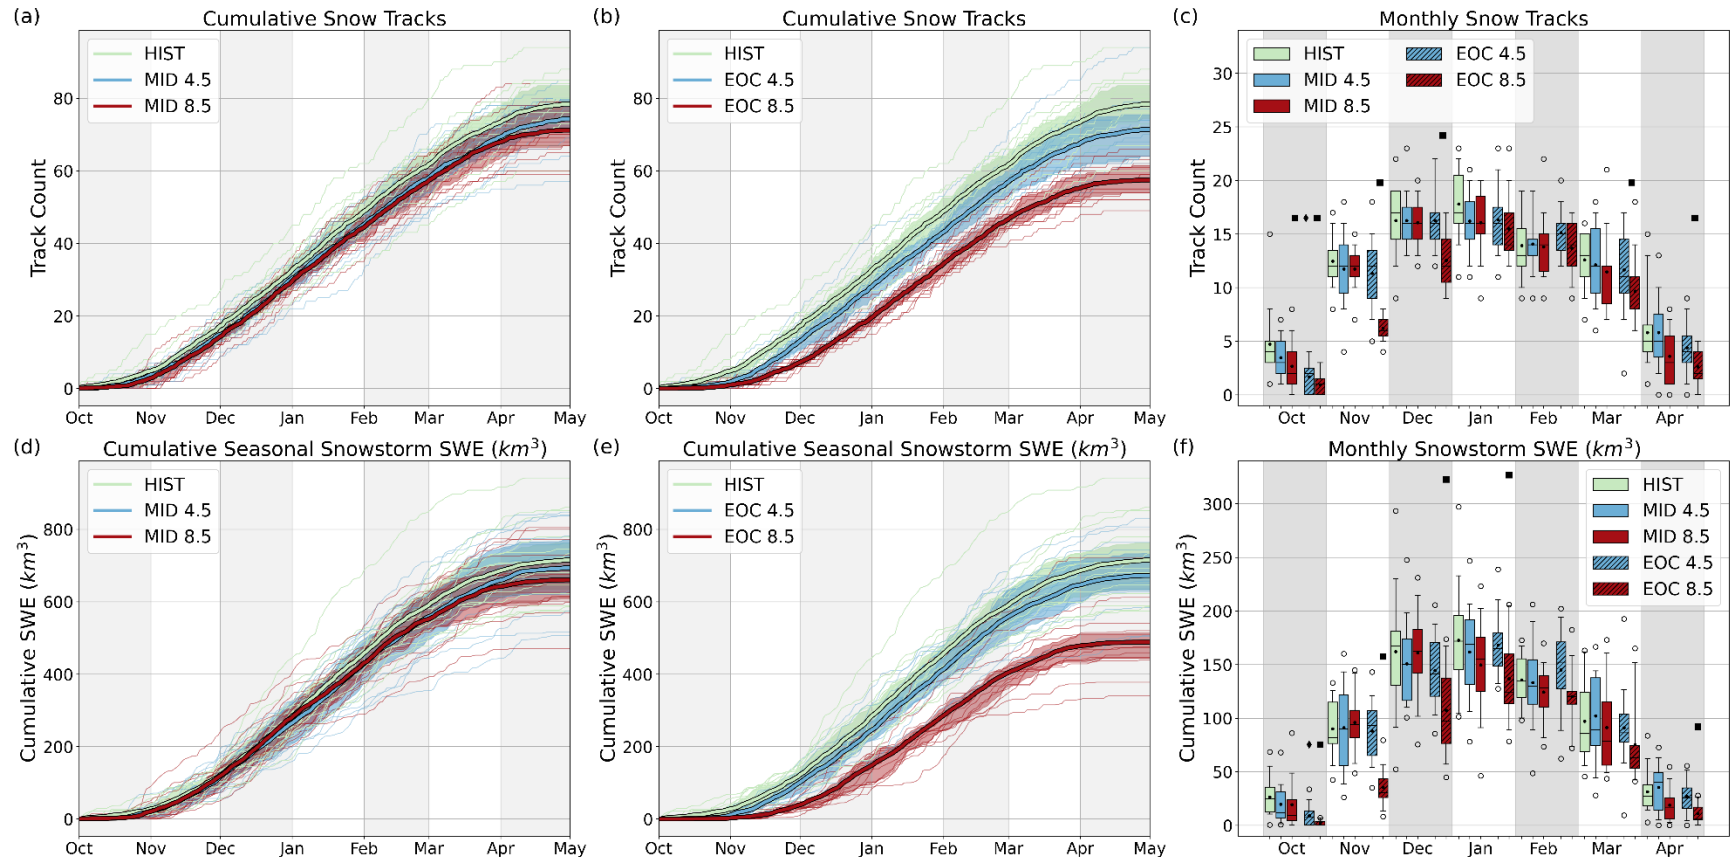 (a)
Cumulative Snow Tracks
HIST
MID 4.5
MID 8.5
Track Count
80
60
40
20
0
Oct Nov Dec Jan Feb Mar Apr May
(b)
Cumulative Snow Tracks
HIST
EOC 4.5
EOC 8.5
Track Count
80
60
40
20
0
Oct Nov Dec Jan Feb Mar Apr May
(c)
Monthly Snow Tracks
HIST
MID 4.5
MID 8.5
EOC 4.5
EOC 8.5
Track Count
30
25
20
15
10
5
0
Oct Nov Dec Jan Feb Mar Apr
(d)
Cumulative Seasonal Snowstorm SWE (km³)
HIST
MID 4.5
MID 8.5
Cumulative SWE (km³)
800
600
400
200
0
Oct Nov Dec Jan Feb Mar Apr May
(e)
Cumulative Seasonal Snowstorm SWE (km³)
HIST
EOC 4.5
EOC 8.5
Cumulative SWE (km³)
800
600
400
200
0
Oct Nov Dec Jan Feb Mar Apr May
(f)
Monthly Snowstorm SWE (km³)
HIST
MID 4.5
MID 8.5
EOC 4.5
EOC 8.5
Cumulative SWE (km³)
300
250
200
150
100
50
0
Oct Nov Dec Jan Feb Mar Apr